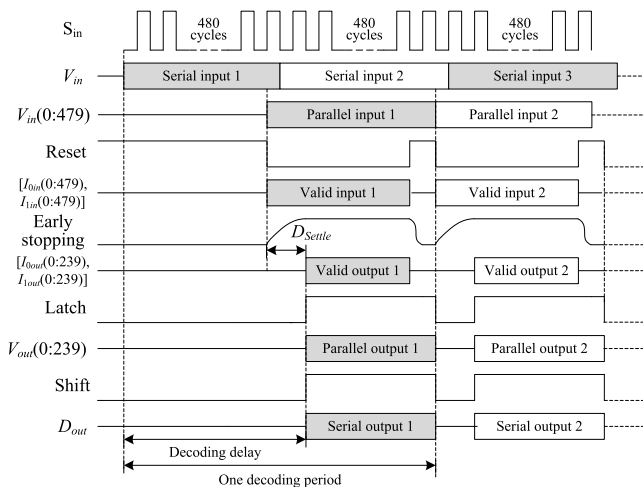 S_in 480 cycles 480 cycles 480 cycles
V_in Serial input 1 Serial input 2 Serial input 3
V_in(0:479) Parallel input 1 Parallel input 2
Reset
[I_0in(0:479),
I_1in(0:479)] Valid input 1 Valid input 2
Early
stopping D_Settle
[I_0out(0:239),
I_1out(0:239)] Valid output 1 Valid output 2
Latch
V_out(0:239) Parallel output 1 Parallel output 2
Shift
D_out Serial output 1 Serial output 2
Decoding delay
One decoding period